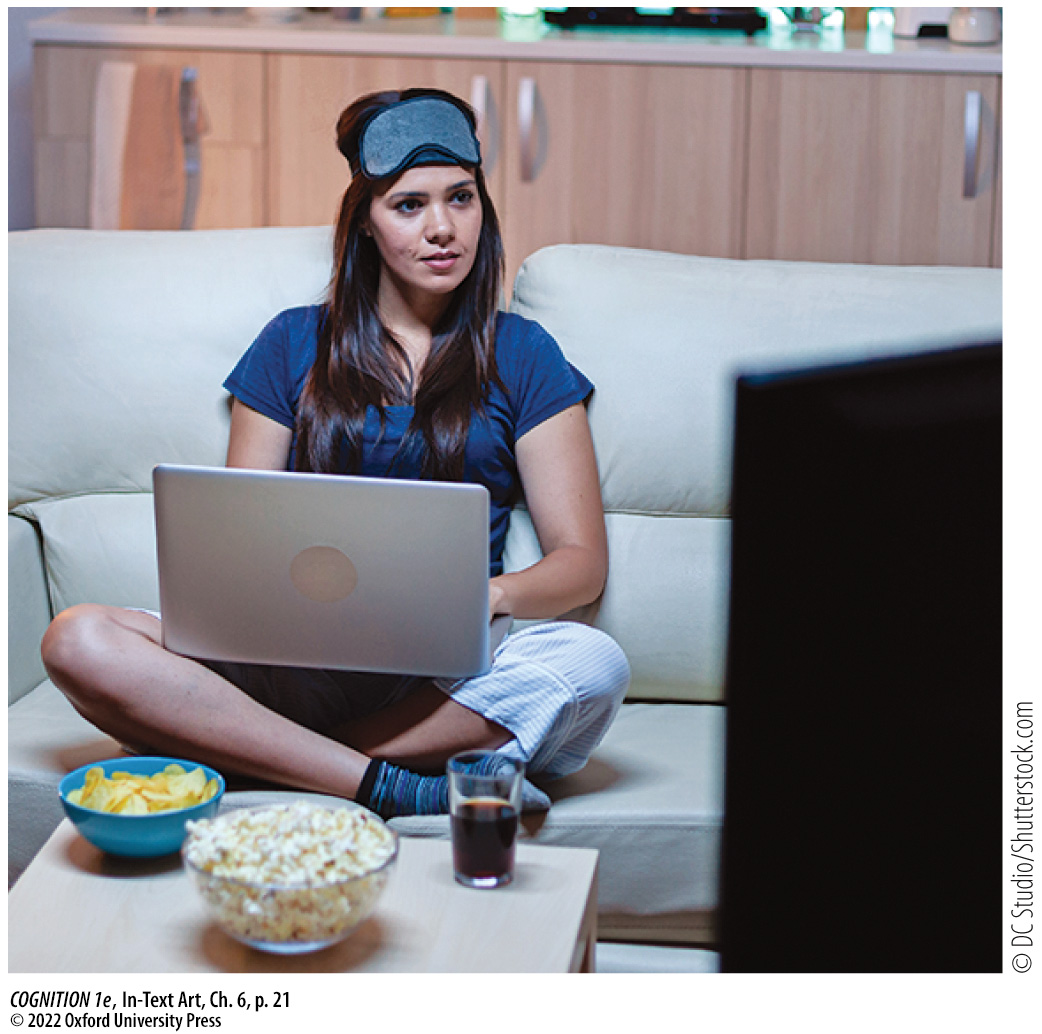 © DC Studio/Shutterstock.com
COGNITION 1e, In-Text Art, Ch. 6, p. 21
© 2022 Oxford University Press